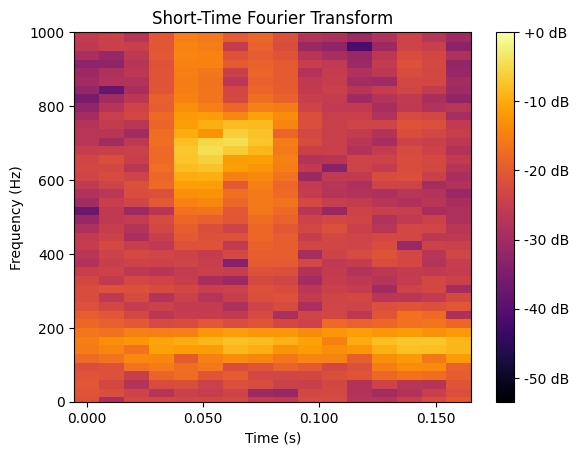 Short-Time Fourier Transform
Frequency (Hz)
1000
800
600
400
200
0
0.000
0.050
0.100
0.150
Time (s)
+0 dB
-10 dB
-20 dB
-30 dB
-40 dB
-50 dB